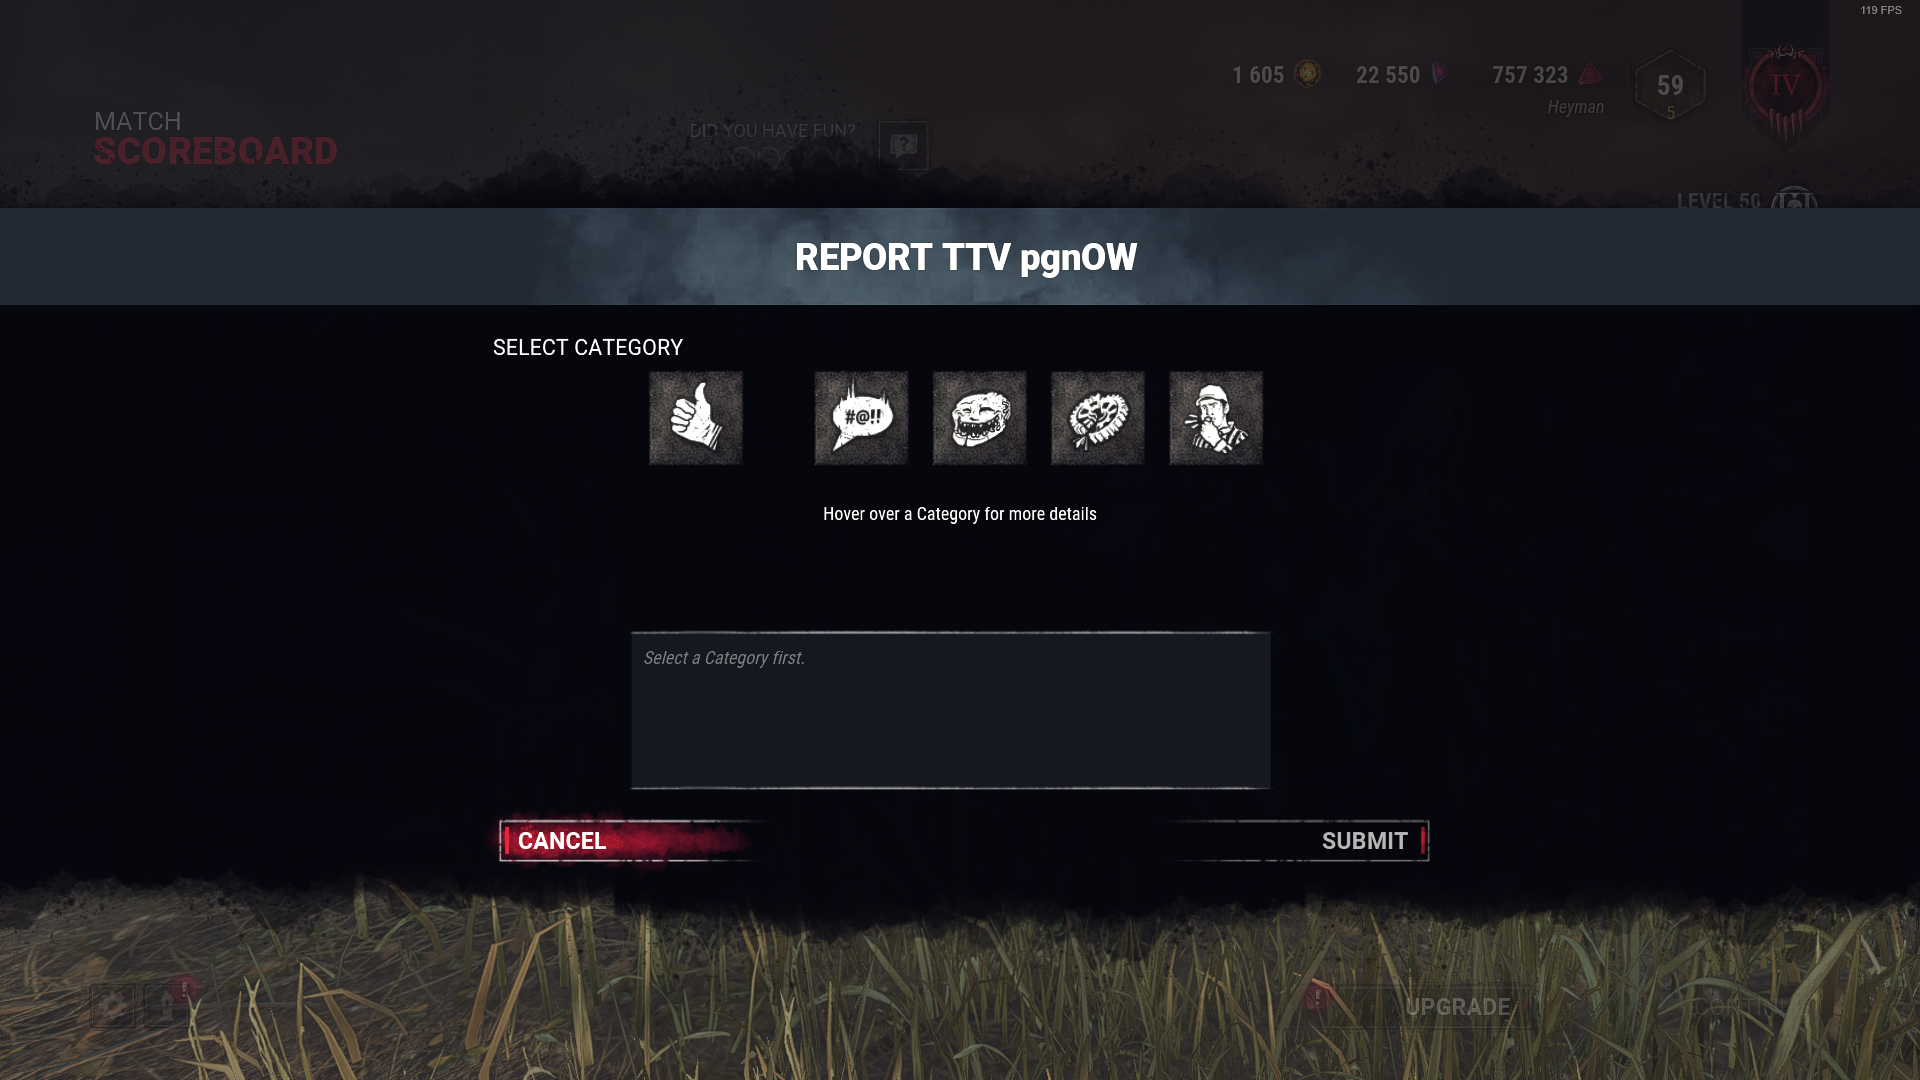 119 FPS
1 605 22 550 757 323 59 IV
Heyman
5
MATCH
SCOREBOARD
DID YOU HAVE FUN?
?
LEVEL 50
REPORT TTV pgnOW
SELECT CATEGORY
#@!!
Hover over a Category for more details
Select a Category first.
CANCEL
SUBMIT
!
!
UPGRADE